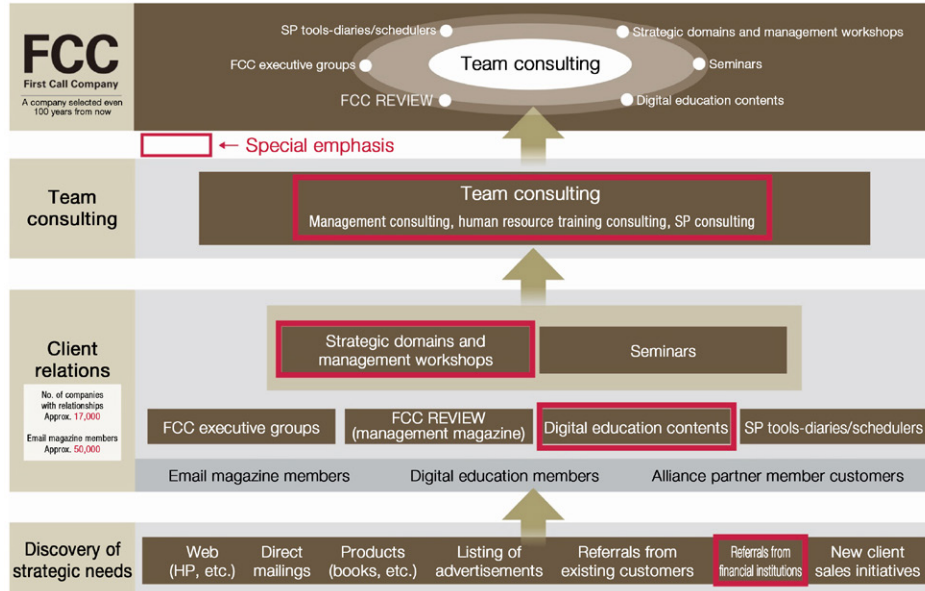 FCC
First Call Company
A company selected even
100 years from now
SP tools-diaries/schedulers
Strategic domains and management workshops
FCC executive groups
Team consulting
Seminars
FCC REVIEW
Digital education contents
← Special emphasis
Team
consulting
Team consulting
Management consulting, human resource training consulting, SP consulting
Client
relations
No. of companies
with relationships
Approx. 17,000
Email magazine members
Approx. 50,000
Strategic domains and
management workshops
Seminars
FCC executive groups
FCC REVIEW
(management magazine)
Digital education contents
SP tools-diaries/schedulers
Email magazine members
Digital education members
Alliance partner member customers
Discovery of
strategic needs
Web
(HP, etc.)
Direct
mailings
Products
(books, etc.)
Listing of
advertisements
Referrals from
existing customers
Referrals from
financial institutions
New client
sales initiatives